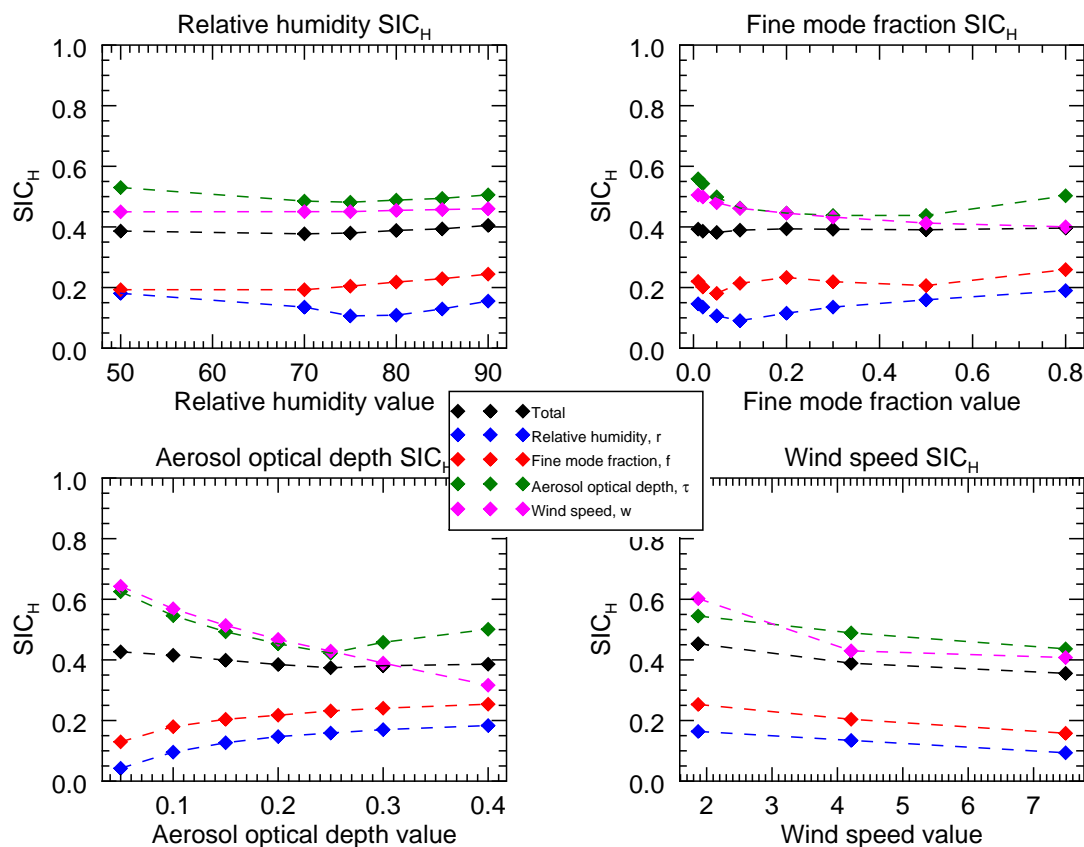 Relative humidity SIC_H
1.0
0.8
0.6
0.4
0.2
0.0
SIC_H
50 60 70 80 90
Relative humidity value
Fine mode fraction SIC_H
1.0
0.8
0.6
0.4
0.2
0.0
SIC_H
0.0 0.2 0.4 0.6 0.8
Fine mode fraction value
Total
Relative humidity, r
Fine mode fraction, f
Aerosol optical depth, τ
Wind speed, w
Aerosol optical depth SIC_H
1.0
0.8
0.6
0.4
0.2
0.0
SIC_H
0.1 0.2 0.3 0.4
Aerosol optical depth value
Wind speed SIC_H
1.0
0.8
0.6
0.4
0.2
0.0
SIC_H
2 3 4 5 6 7
Wind speed value